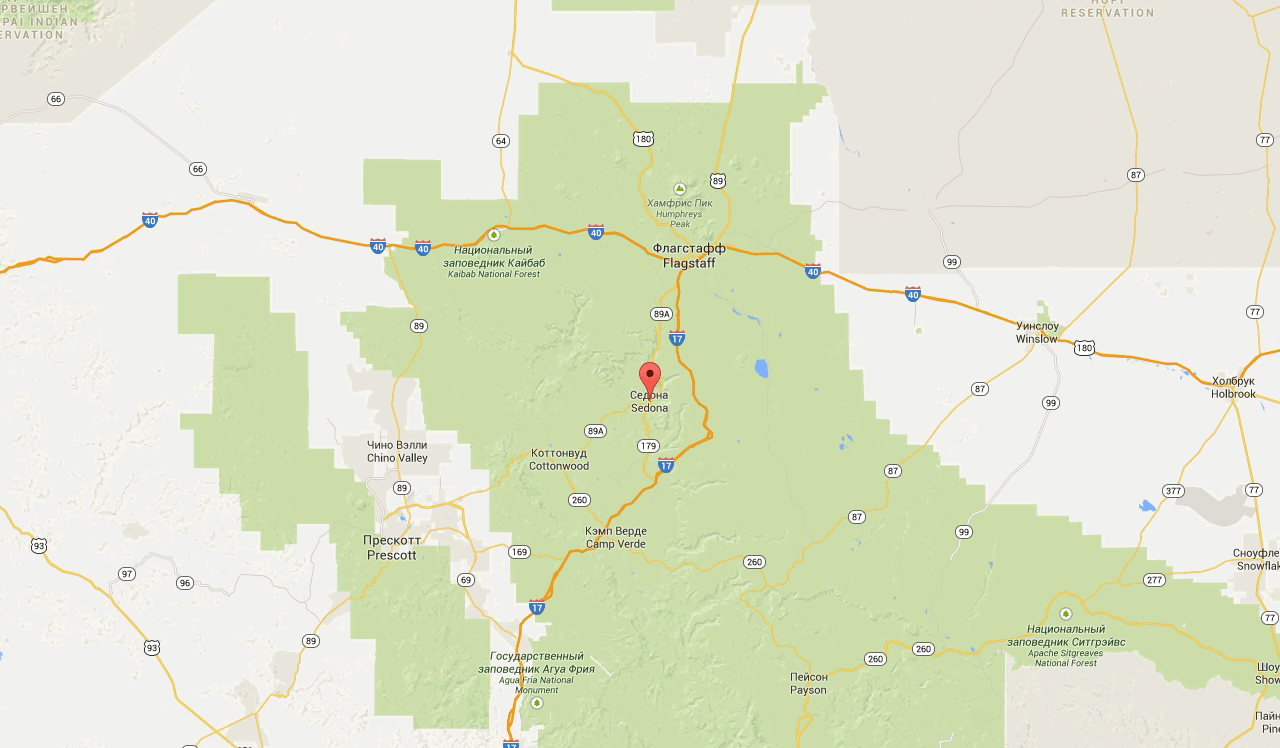 РВЕЙШЕН
PAI INDIAN
ERVATION
RESERVATION
66
64
180
77
66
89
87
Хамфрис Пик
Humphreys
Peak
40
40
40
40
Национальный
заповедник Кайбаб
Kaibab National Forest
Флагстафф
Flagstaff
40
99
40
89A
77
89
17
Уинслоу
Winslow
180
Седона
Sedona
87
99
Холбрук
Holbrook
89A
179
Чино Вэлли
Chino Valley
Коттонвуд
Cottonwood
17
87
89
260
377
77
87
99
Кэмп Верде
Camp Verde
Прескотт
Prescott
93
169
260
Сноуфле
Snowflak
97
96
69
277
17
77
89
93
Национальный
заповедник Ситгрэйвс
Apache Sitgreaves
National Forest
260
260
Государственный
заповедник Агуа Фрия
Agua Fria National
Monument
Пейсон
Payson
Шоу
Show
Пайн
Pine
17